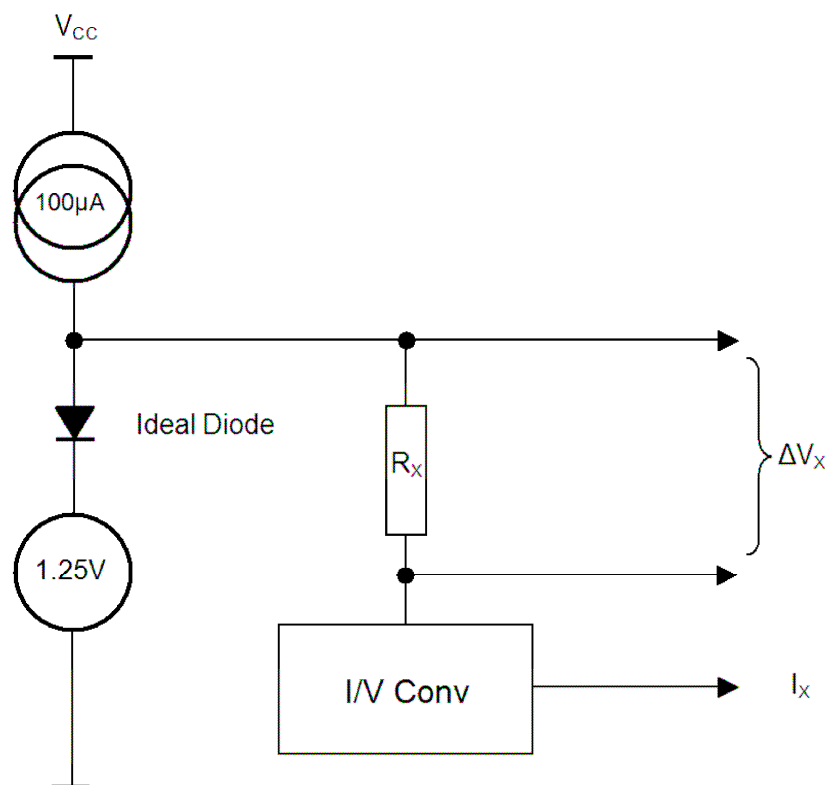 V_CC
100µA
Ideal Diode
R_X
ΔV_X
1.25V
I/V Conv
I_X